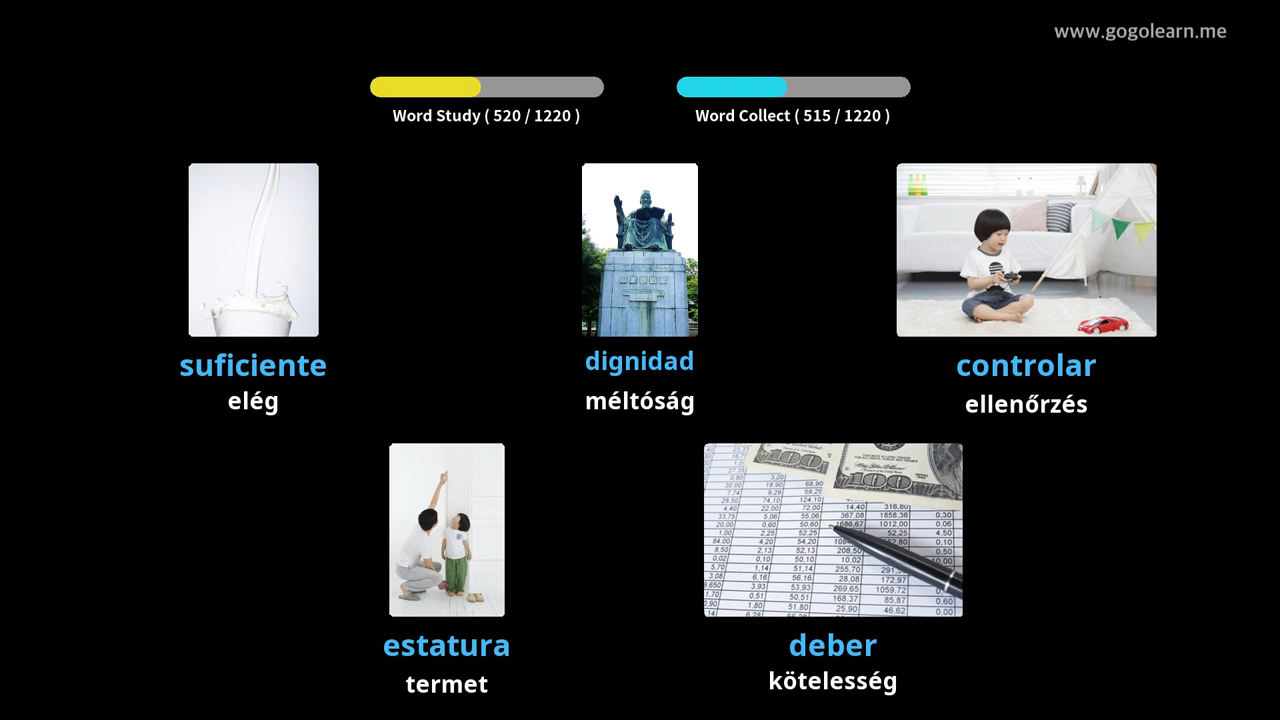 www.gogolearn.me
Word Study ( 520 / 1220 )
Word Collect ( 515 / 1220 )
suficiente
elég
dignidad
méltóság
controlar
ellenőrzés
estatura
termet
deber
kötelesség